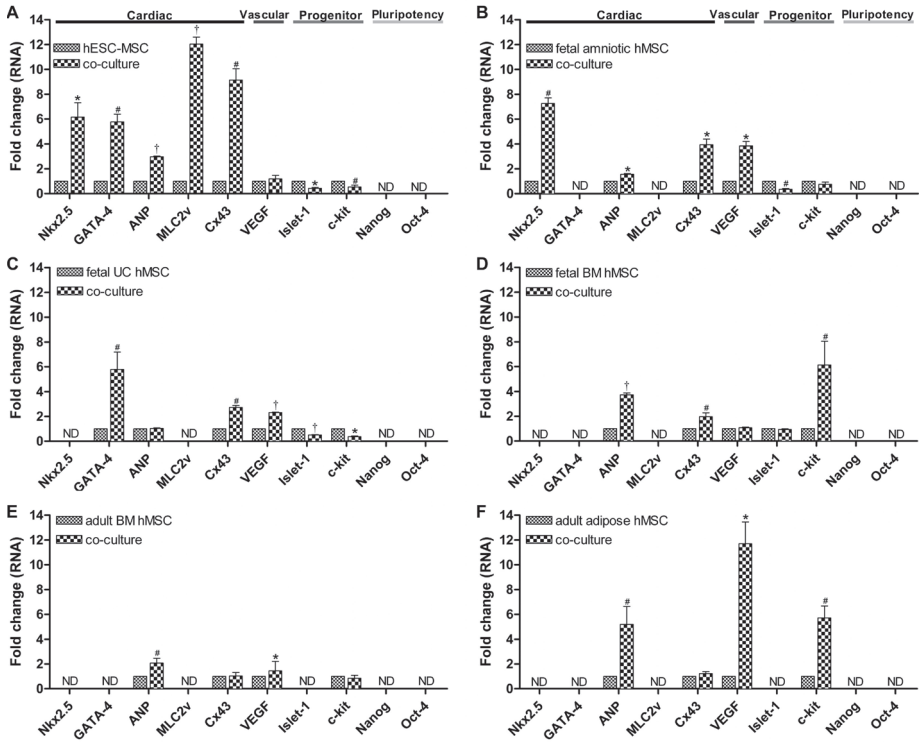 A
Cardiac Vascular Progenitor Pluripotency
Fold change (RNA)
14
12
10
8
6
4
2
0
hESC-MSC
co-culture
* # † † # * # ND ND
Nkx2.5 GATA-4 ANP MLC2v Cx43 VEGF Islet-1 c-kit Nanog Oct-4
B
Cardiac Vascular Progenitor Pluripotency
Fold change (RNA)
14
12
10
8
6
4
2
0
fetal amniotic hMSC
co-culture
# ND * ND * * # ND ND
Nkx2.5 GATA-4 ANP MLC2v Cx43 VEGF Islet-1 c-kit Nanog Oct-4
C
Fold change (RNA)
14
12
10
8
6
4
2
0
fetal UC hMSC
co-culture
ND # ND # † † * ND ND
Nkx2.5 GATA-4 ANP MLC2v Cx43 VEGF Islet-1 c-kit Nanog Oct-4
D
Fold change (RNA)
14
12
10
8
6
4
2
0
fetal BM hMSC
co-culture
ND ND † ND # # ND ND
Nkx2.5 GATA-4 ANP MLC2v Cx43 VEGF Islet-1 c-kit Nanog Oct-4
E
Fold change (RNA)
14
12
10
8
6
4
2
0
adult BM hMSC
co-culture
ND ND # ND * ND ND ND
Nkx2.5 GATA-4 ANP MLC2v Cx43 VEGF Islet-1 c-kit Nanog Oct-4
F
Fold change (RNA)
14
12
10
8
6
4
2
0
adult adipose hMSC
co-culture
ND ND # ND * ND # ND ND
Nkx2.5 GATA-4 ANP MLC2v Cx43 VEGF Islet-1 c-kit Nanog Oct-4